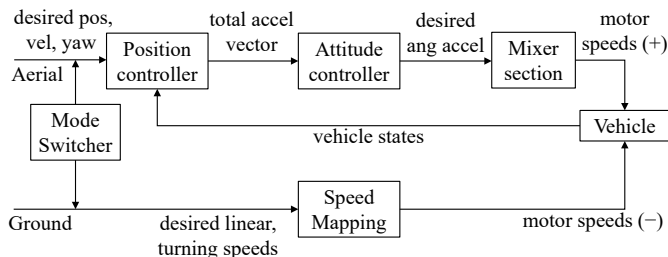 desired pos,
vel, yaw
Aerial
Position
controller
total accel
vector
Attitude
controller
desired
ang accel
Mixer
section
motor
speeds (+)
Mode
Switcher
vehicle states
Vehicle
Ground
desired linear,
turning speeds
Speed
Mapping
motor speeds (−)